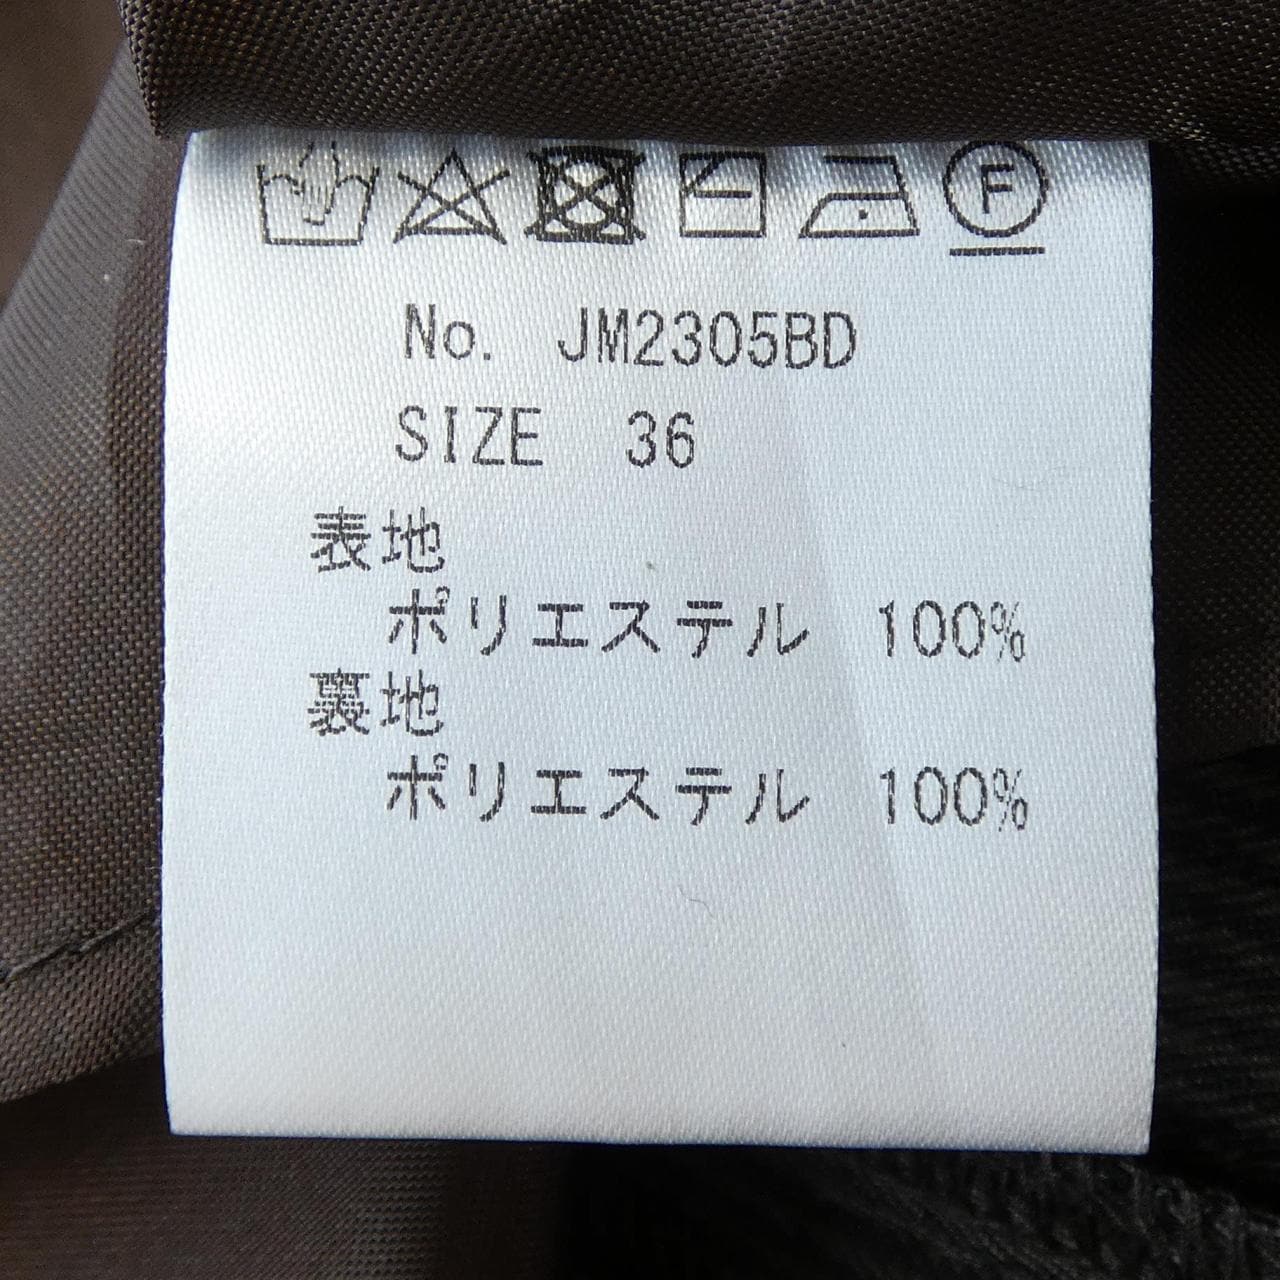 F
No. JM2305BD
SIZE 36
表地
ポリエステル 100%
裏地
ポリエステル 100%